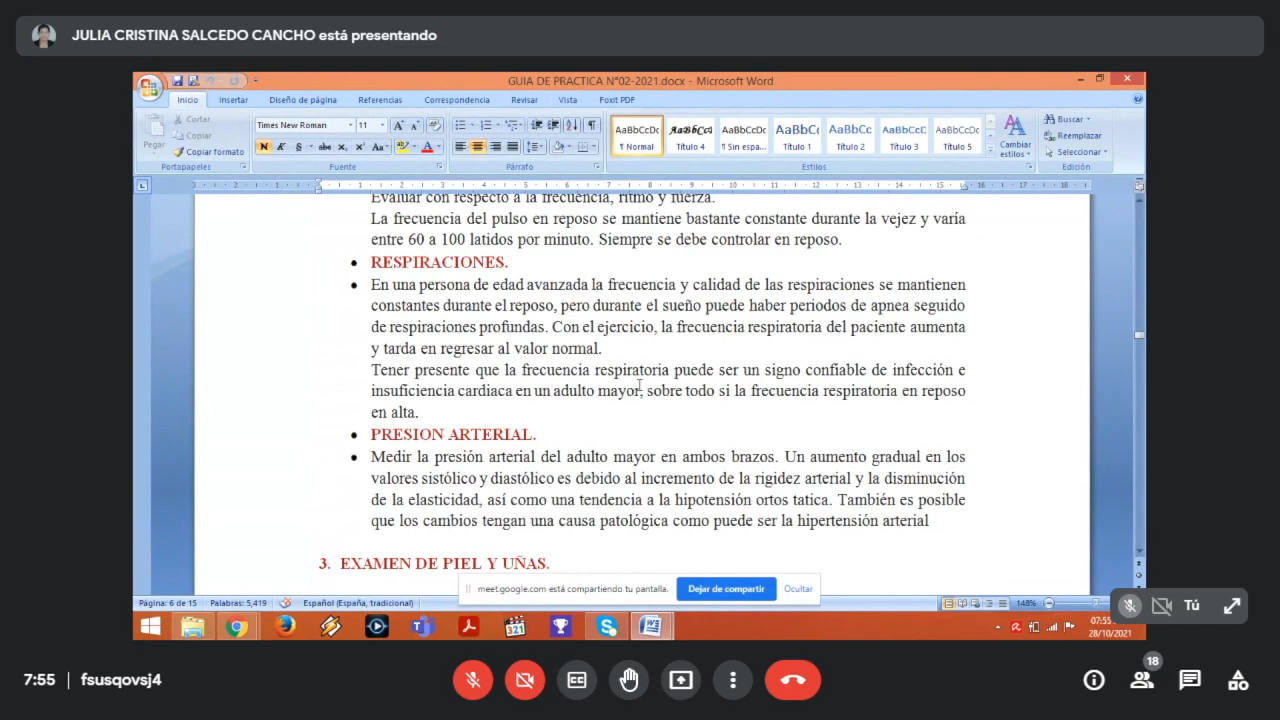 JULIA CRISTINA SALCEDO CANCHO está presentando
GUIA DE PRACTICA N°02-2021.docx - Microsoft Word
Inicio Insertar Diseño de página Referencias Correspondencia Revisar Vista Foxit PDF
Cortar
Copiar
Pegar
Copiar formato
Portapapeles
Times New Roman 11
Fuente
Párrafo
AaBbCcDc AaBbCcI AaBbCcDc AaBbCc AaBbCc AaBbCcD AaBbCcDc
¶ Normal Título 4 ¶ Sin espa... Título 1 Título 2 Título 3 Título 5
Estilos
Cambiar estilos
Buscar
Reemplazar
Seleccionar
Edición
Evaluar con respecto a la frecuencia, ritmo y fuerza.
La frecuencia del pulso en reposo se mantiene bastante constante durante la vejez y varía
entre 60 a 100 latidos por minuto. Siempre se debe controlar en reposo.
• RESPIRACIONES.
• En una persona de edad avanzada la frecuencia y calidad de las respiraciones se mantienen
constantes durante el reposo, pero durante el sueño puede haber periodos de apnea seguido
de respiraciones profundas. Con el ejercicio, la frecuencia respiratoria del paciente aumenta
y tarda en regresar al valor normal.
Tener presente que la frecuencia respiratoria puede ser un signo confiable de infección e
insuficiencia cardiaca en un adulto mayor, sobre todo si la frecuencia respiratoria en reposo
en alta.
• PRESION ARTERIAL.
• Medir la presión arterial del adulto mayor en ambos brazos. Un aumento gradual en los
valores sistólico y diastólico es debido al incremento de la rigidez arterial y la disminución
de la elasticidad, así como una tendencia a la hipotensión ortos tatica. También es posible
que los cambios tengan una causa patológica como puede ser la hipertensión arterial
3. EXAMEN DE PIEL Y UÑAS.
meet.google.com está compartiendo tu pantalla. Dejar de compartir Ocultar
Página: 6 de 15 Palabras: 5,419 Español (España, tradicional) 148%
Tú
07:55
28/10/2021
7:55 | fsusqovsj4
18